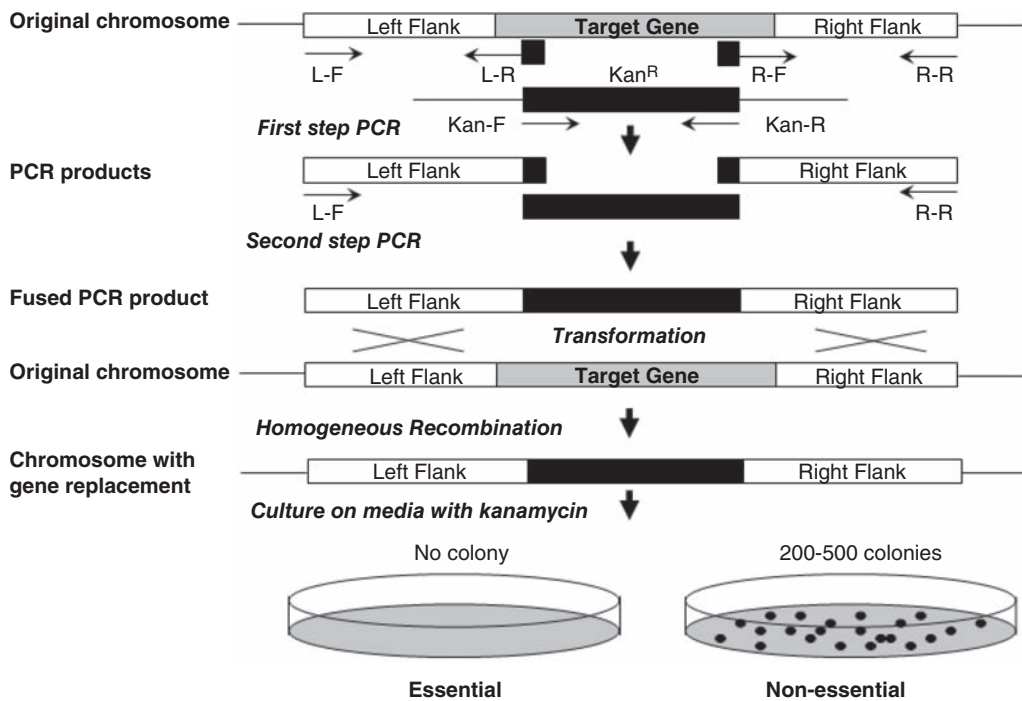 Original chromosome
Left Flank
Target Gene
Right Flank
L-F
L-R
KanR
R-F
R-R
Kan-F
Kan-R
First step PCR
PCR products
Left Flank
Right Flank
L-F
R-R
Second step PCR
Fused PCR product
Left Flank
Right Flank
Transformation
Original chromosome
Left Flank
Target Gene
Right Flank
Homogeneous Recombination
Chromosome with
gene replacement
Left Flank
Right Flank
Culture on media with kanamycin
No colony
200-500 colonies
Essential
Non-essential